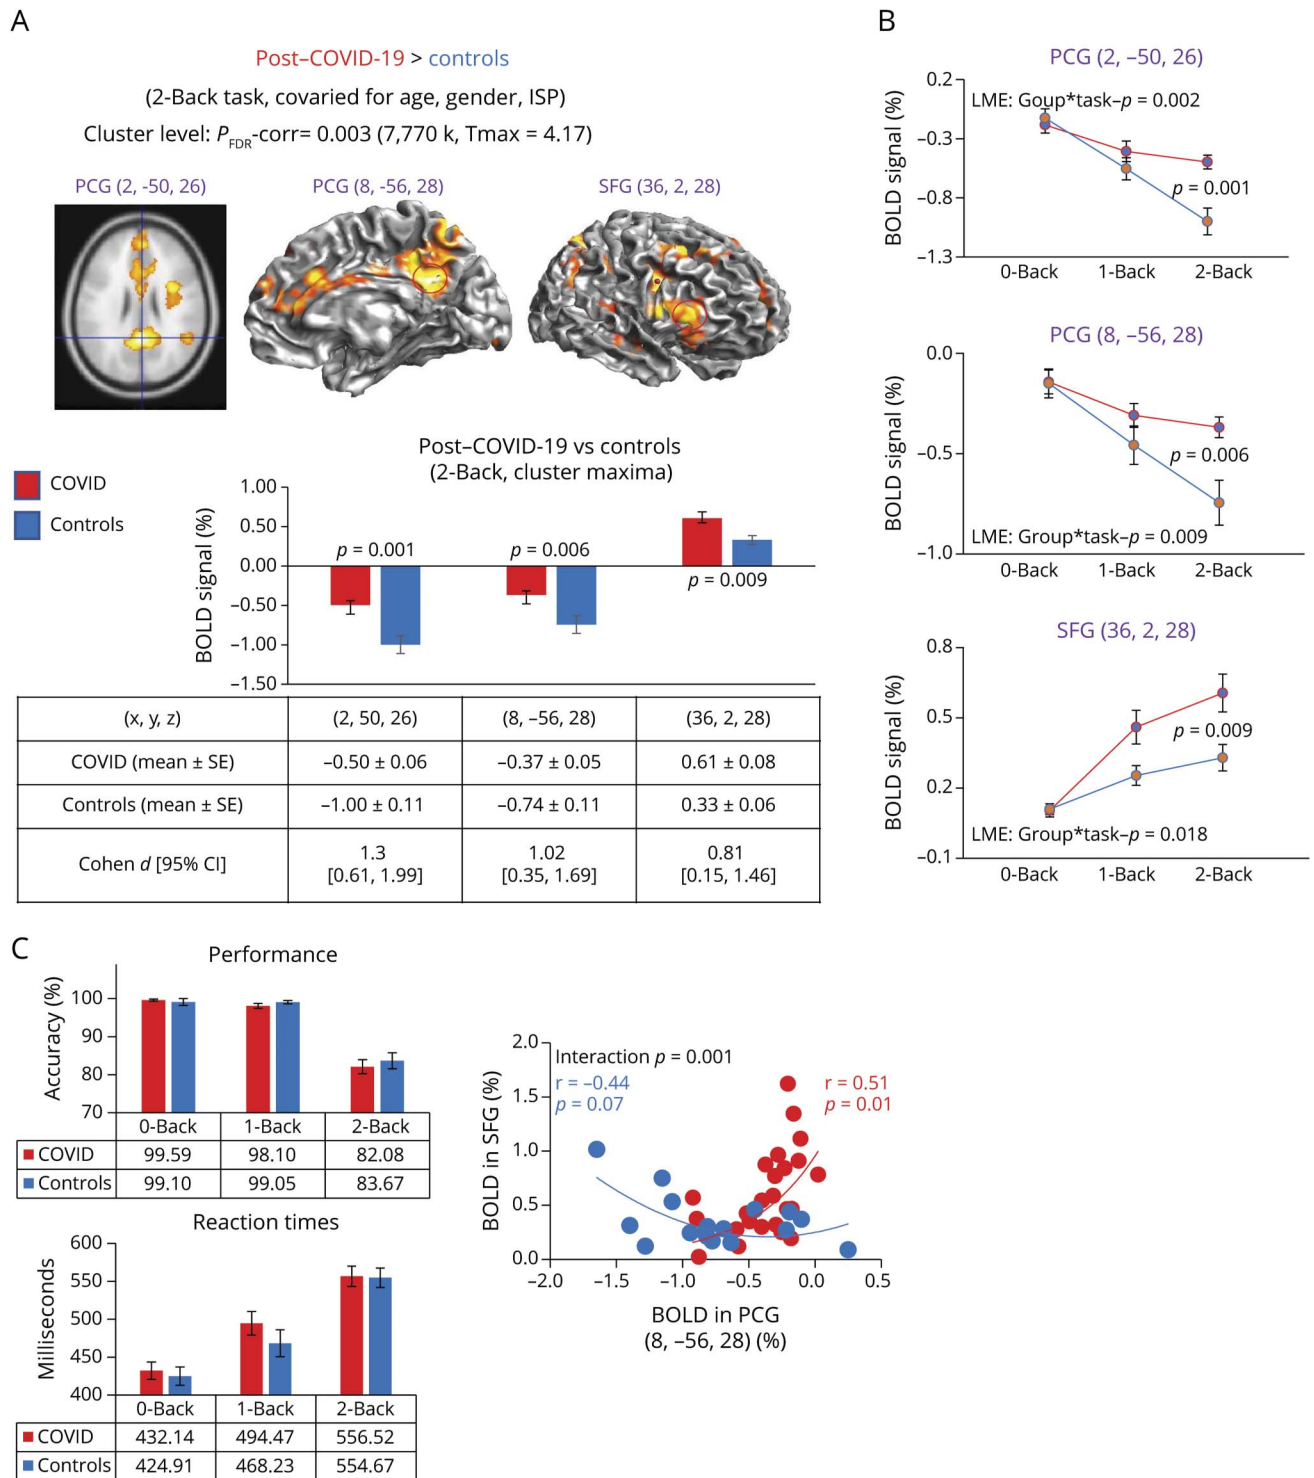 A
Post–COVID-19 > controls
(2-Back task, covaried for age, gender, ISP)
Cluster level: PFDR-corr= 0.003 (7,770 k, Tmax = 4.17)
PCG (2, -50, 26)
PCG (8, -56, 28)
SFG (36, 2, 28)
COVID
Controls
Post–COVID-19 vs controls
(2-Back, cluster maxima)
BOLD signal (%)
1.00
0.50
0.00
–0.50
–1.00
–1.50
p = 0.001
p = 0.006
p = 0.009
(x, y, z) (2, 50, 26) (8, –56, 28) (36, 2, 28)
COVID (mean ± SE) –0.50 ± 0.06 –0.37 ± 0.05 0.61 ± 0.08
Controls (mean ± SE) –1.00 ± 0.11 –0.74 ± 0.11 0.33 ± 0.06
Cohen d [95% CI] 1.3 1.02 0.81
[0.61, 1.99] [0.35, 1.69] [0.15, 1.46]
B
PCG (2, –50, 26)
BOLD signal (%)
0.2
–0.3
–0.8
–1.3
LME: Goup*task–p = 0.002
p = 0.001
0-Back 1-Back 2-Back
PCG (8, –56, 28)
BOLD signal (%)
0.0
–0.5
–1.0
p = 0.006
LME: Group*task–p = 0.009
0-Back 1-Back 2-Back
SFG (36, 2, 28)
BOLD signal (%)
0.8
0.5
0.2
–0.1
p = 0.009
LME: Group*task–p = 0.018
0-Back 1-Back 2-Back
C
Performance
Accuracy (%)
100
90
80
70
0-Back 1-Back 2-Back
COVID 99.59 98.10 82.08
Controls 99.10 99.05 83.67
Reaction times
Milliseconds
600
550
500
450
400
0-Back 1-Back 2-Back
COVID 432.14 494.47 556.52
Controls 424.91 468.23 554.67
BOLD in SFG (%)
2.0
1.5
1.0
0.5
0.0
Interaction p = 0.001
r = –0.44
p = 0.07
r = 0.51
p = 0.01
–2.0 –1.5 –1.0 –0.5 0.0 0.5
BOLD in PCG
(8, –56, 28) (%)